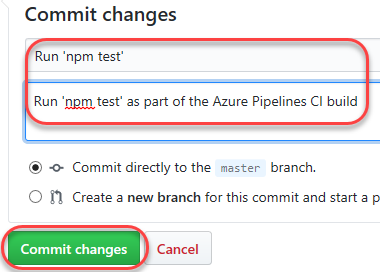 Commit changes
Run 'npm test'
Run 'npm test' as part of the Azure Pipelines CI build
Commit directly to the master branch.
Create a new branch for this commit and start a
Commit changes Cancel